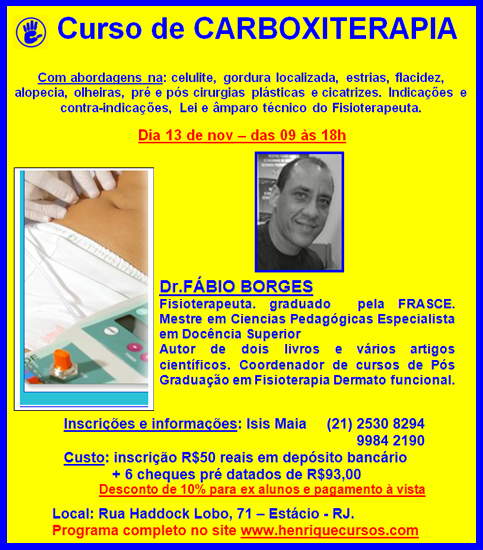 Curso de CARBOXITERAPIA
Com abordagens na: celulite, gordura localizada, estrias, flacidez,
alopecia, olheiras, pré e pós cirurgias plásticas e cicatrizes. Indicações e
contra-indicações, Lei e âmparo técnico do Fisioterapeuta.
Dia 13 de nov – das 09 às 18h
Dr.FÁBIO BORGES
Fisioterapeuta. graduado pela FRASCE.
Mestre em Ciencias Pedagógicas Especialista
em Docência Superior
Autor de dois livros e vários artigos
científicos. Coordenador de cursos de Pós
Graduação em Fisioterapia Dermato funcional.
Inscrições e informações: Isis Maia (21) 2530 8294
9984 2190
Custo: inscrição R$50 reais em depósito bancário
+ 6 cheques pré datados de R$93,00
Desconto de 10% para ex alunos e pagamento à vista
Local: Rua Haddock Lobo, 71 – Estácio - RJ.
Programa completo no site www.henriquecursos.com